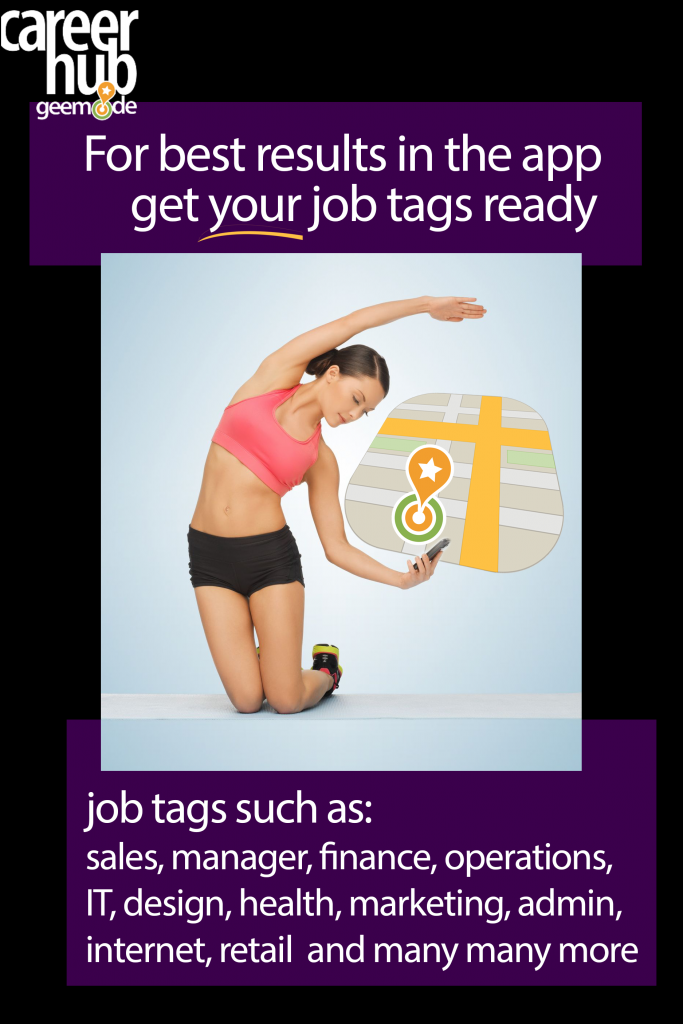 career
hub
geemode
For best results in the app
get your job tags ready
job tags such as:
sales, manager, finance, operations,
IT, design, health, marketing, admin,
internet, retail  and many many more